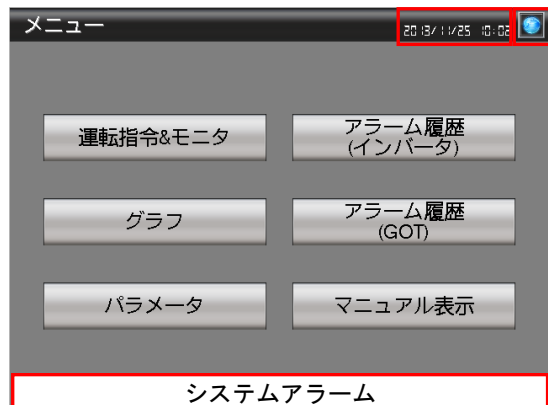 メニュー
2013/11/25 10:02
運転指令&モニタ
アラーム履歴
(インバータ)
グラフ
アラーム履歴
(GOT)
パラメータ
マニュアル表示
システムアラーム